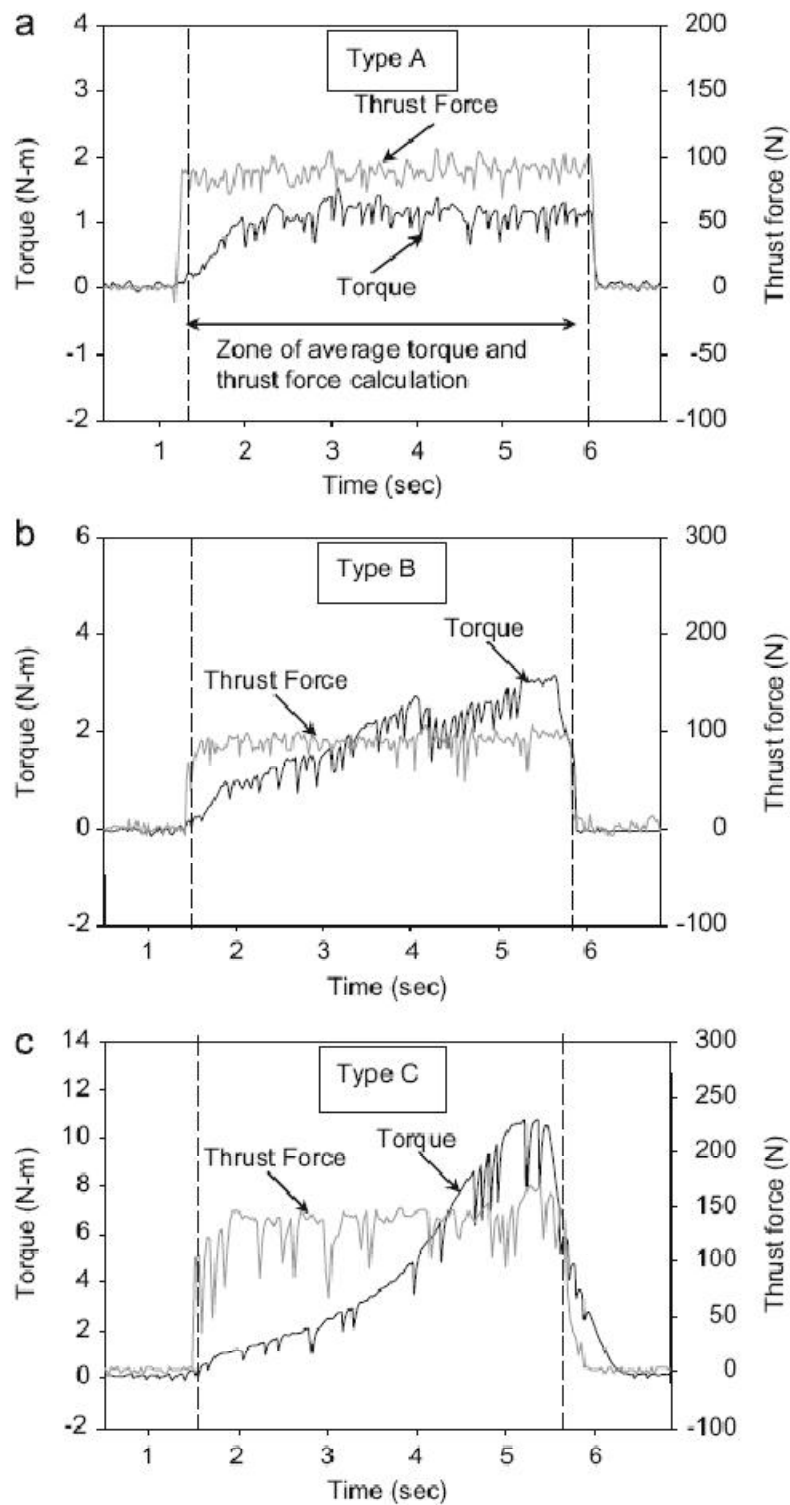 a
4
3
2
1
0
-1
-2
Torque (N-m)
Type A
Thrust Force
Torque
Zone of average torque and
thrust force calculation
200
150
100
50
0
-50
-100
Thrust force (N)
1 2 3 4 5 6
Time (sec)
b
6
4
2
0
-2
Torque (N-m)
Type B
Torque
Thrust Force
300
200
100
0
-100
Thrust force (N)
1 2 3 4 5 6
Time (sec)
c
14
12
10
8
6
4
2
0
-2
Torque (N-m)
Type C
Torque
Thrust Force
300
250
200
150
100
50
0
-100
Thrust force (N)
1 2 3 4 5 6
Time (sec)